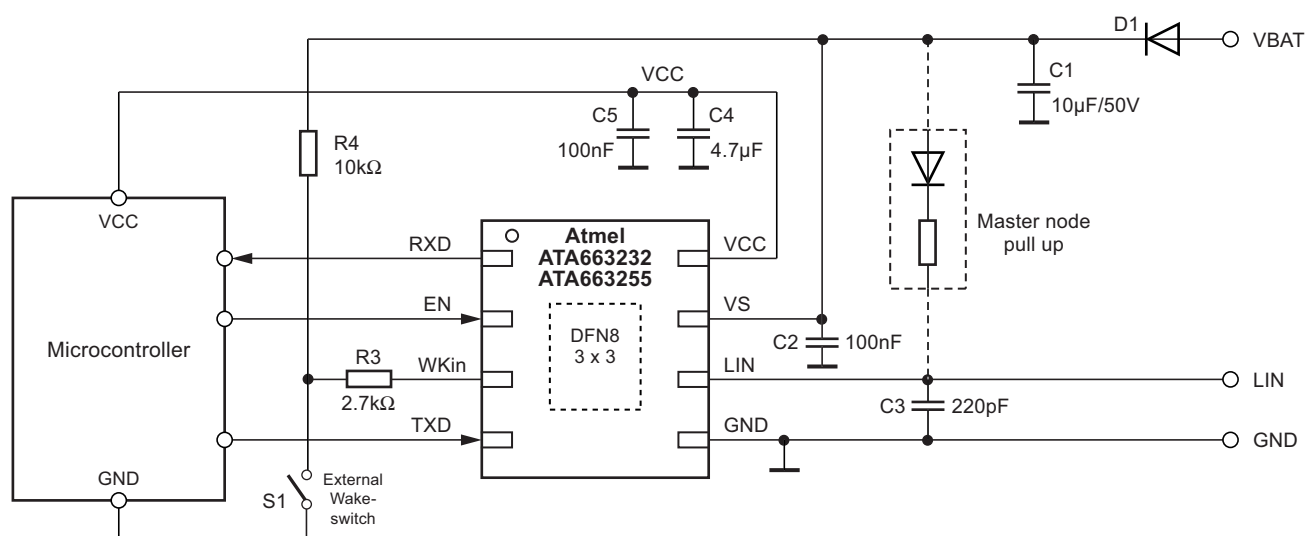 D1
VBAT
VCC
C1
10µF/50V
C5
100nF
C4
4.7µF
R4
10kΩ
VCC
Microcontroller
GND
RXD
EN
R3
2.7kΩ
WKin
TXD
S1
External
Wake-
switch
Atmel
ATA663232
ATA663255
DFN8
3 x 3
VCC
VS
LIN
GND
C2
100nF
Master node
pull up
C3
220pF
LIN
GND